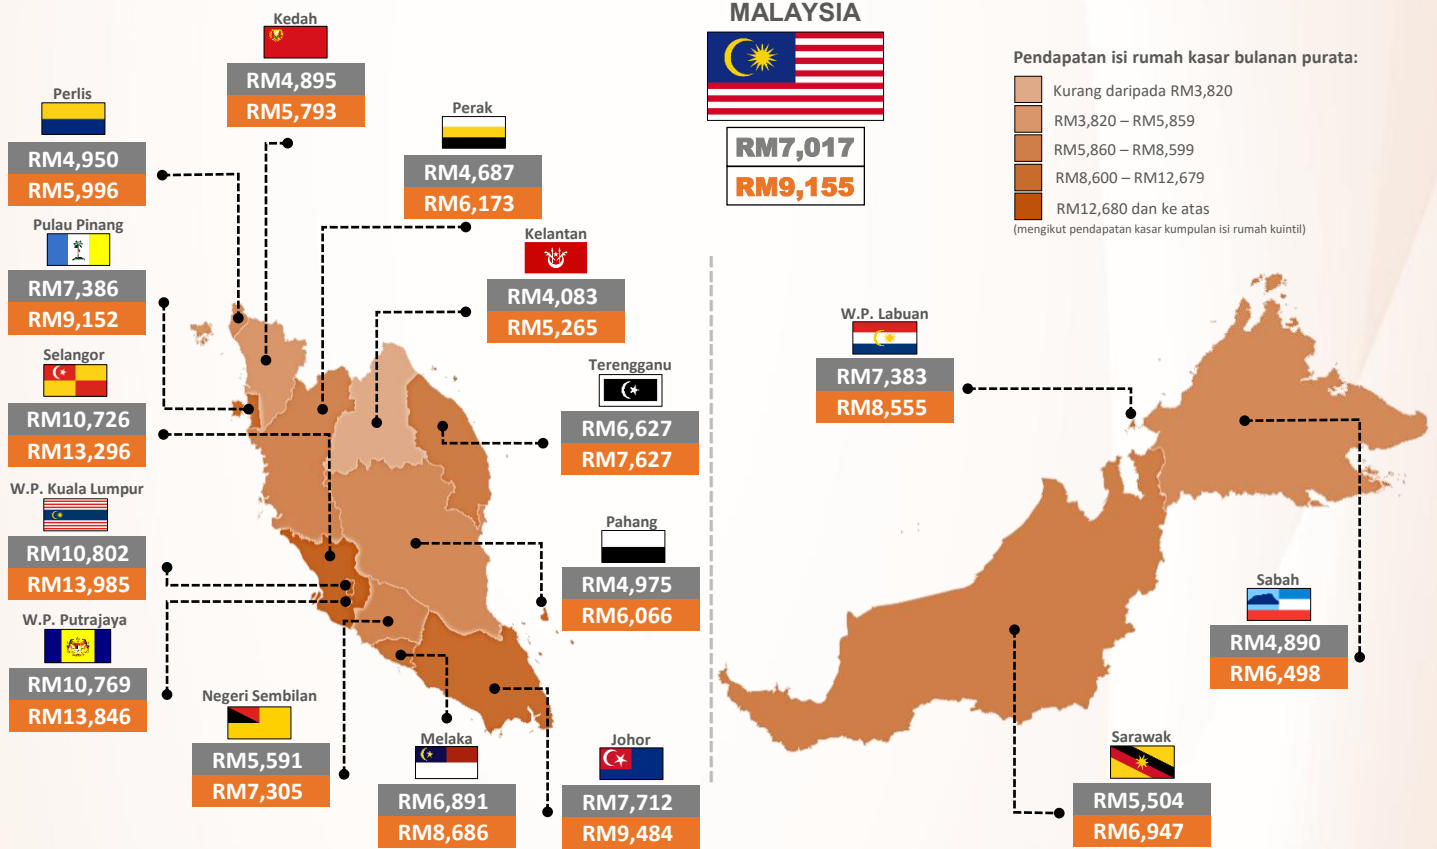 MALAYSIA
RM7,017
RM9,155
Pendapatan isi rumah kasar bulanan purata:
Kurang daripada RM3,820
RM3,820 – RM5,859
RM5,860 – RM8,599
RM8,600 – RM12,679
RM12,680 dan ke atas
(mengikut pendapatan kasar kumpulan isi rumah kuintil)
Kedah
RM4,895
RM5,793
Perlis
RM4,950
RM5,996
Perak
RM4,687
RM6,173
Pulau Pinang
RM7,386
RM9,152
Kelantan
RM4,083
RM5,265
Selangor
RM10,726
RM13,296
Terengganu
RM6,627
RM7,627
W.P. Kuala Lumpur
RM10,802
RM13,985
Pahang
RM4,975
RM6,066
W.P. Putrajaya
RM10,769
RM13,846
Negeri Sembilan
RM5,591
RM7,305
Melaka
RM6,891
RM8,686
Johor
RM7,712
RM9,484
W.P. Labuan
RM7,383
RM8,555
Sabah
RM4,890
RM6,498
Sarawak
RM5,504
RM6,947